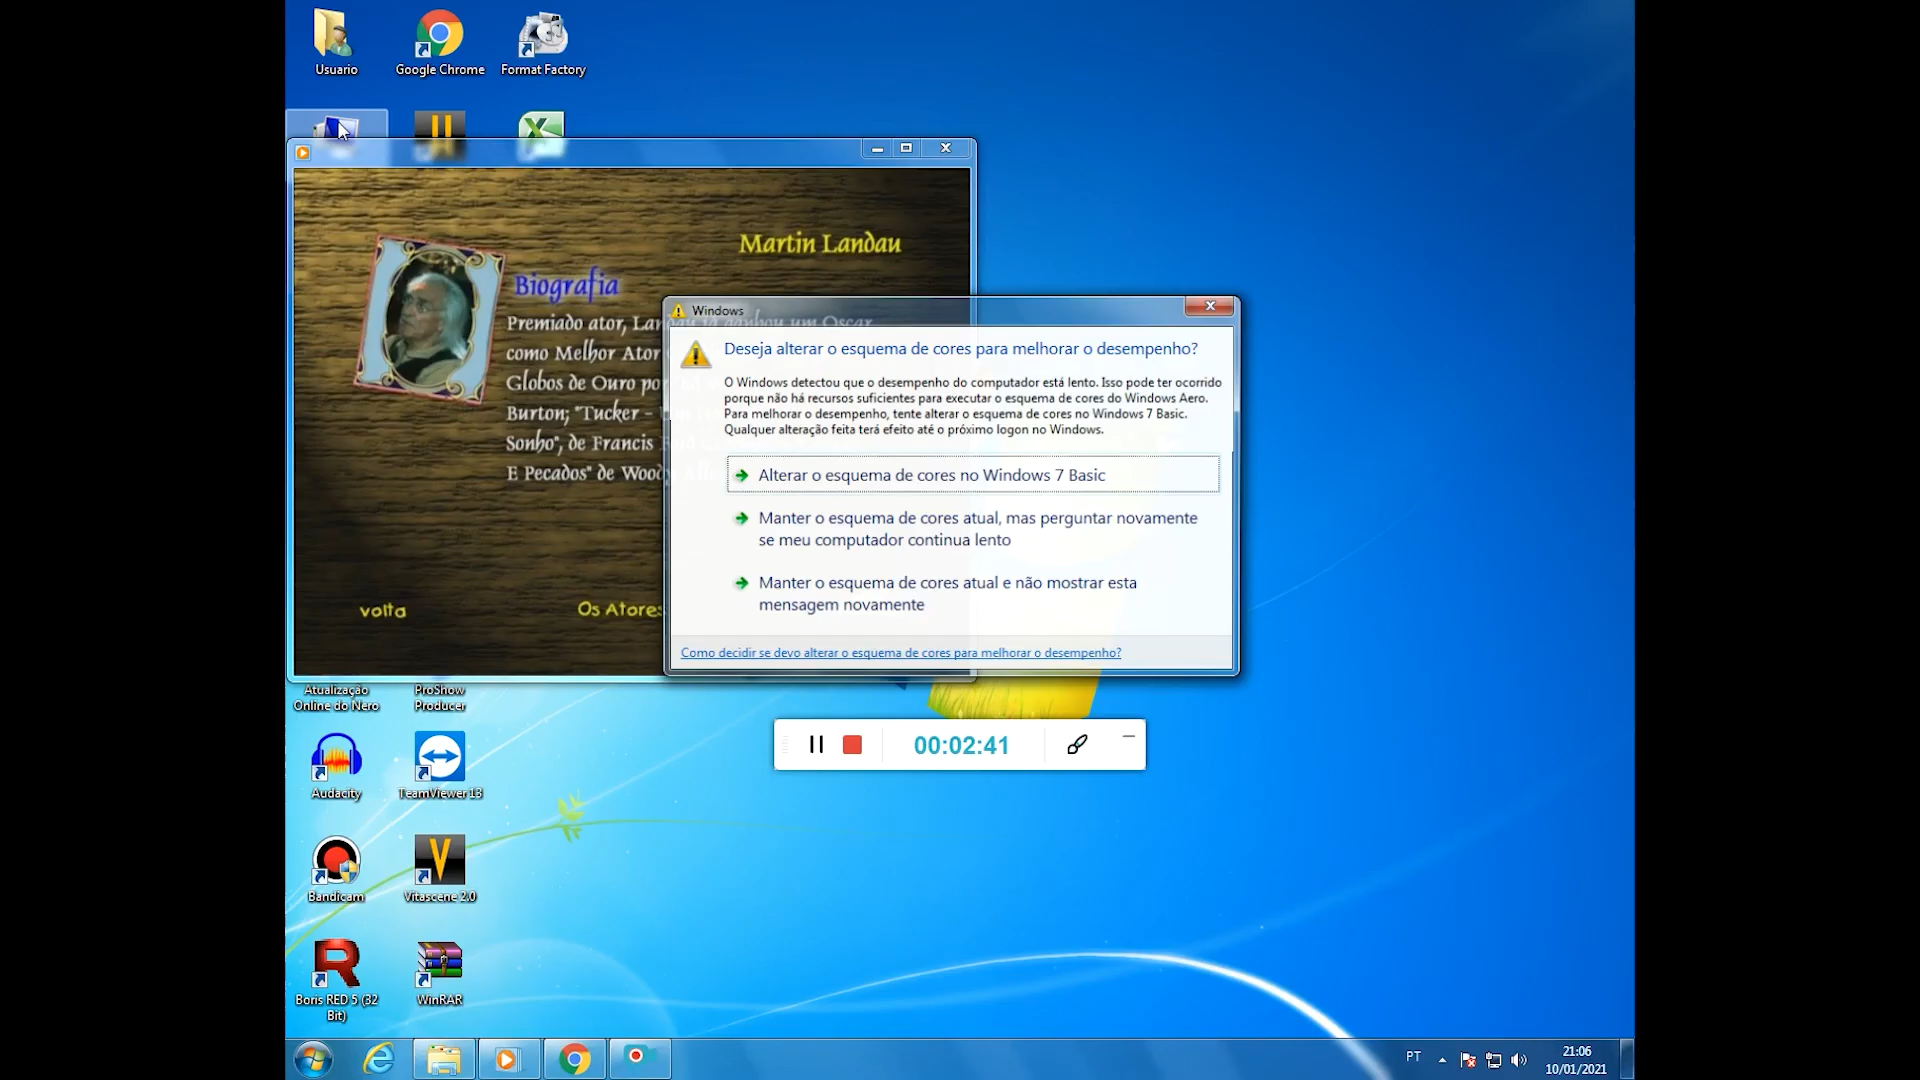 Usuario
Google Chrome
Format Factory
Martin Landau
Biografia
Premiado ator, Landau já ganhou um Oscar
como Melhor Ator
Globos de Ouro por
Burton; "Tucker - Um
Sonho", de Francis
E Pecados" de Woody
volta
Os Atores
Windows
Deseja alterar o esquema de cores para melhorar o desempenho?
O Windows detectou que o desempenho do computador está lento. Isso pode ter ocorrido
porque não há recursos suficientes para executar o esquema de cores do Windows Aero.
Para melhorar o desempenho, tente alterar o esquema de cores no Windows 7 Basic.
Qualquer alteração feita terá efeito até o próximo logon no Windows.
Alterar o esquema de cores no Windows 7 Basic
Manter o esquema de cores atual, mas perguntar novamente
se meu computador continua lento
Manter o esquema de cores atual e não mostrar esta
mensagem novamente
Como decidir se devo alterar o esquema de cores para melhorar o desempenho?
Atualização
Online do Nero
ProShow
Producer
00:02:41
Audacity
TeamViewer 13
Bandicam
Vitascene 2.0
Boris RED 5 (32
Bit)
WinRAR
PT
21:06
10/01/2021